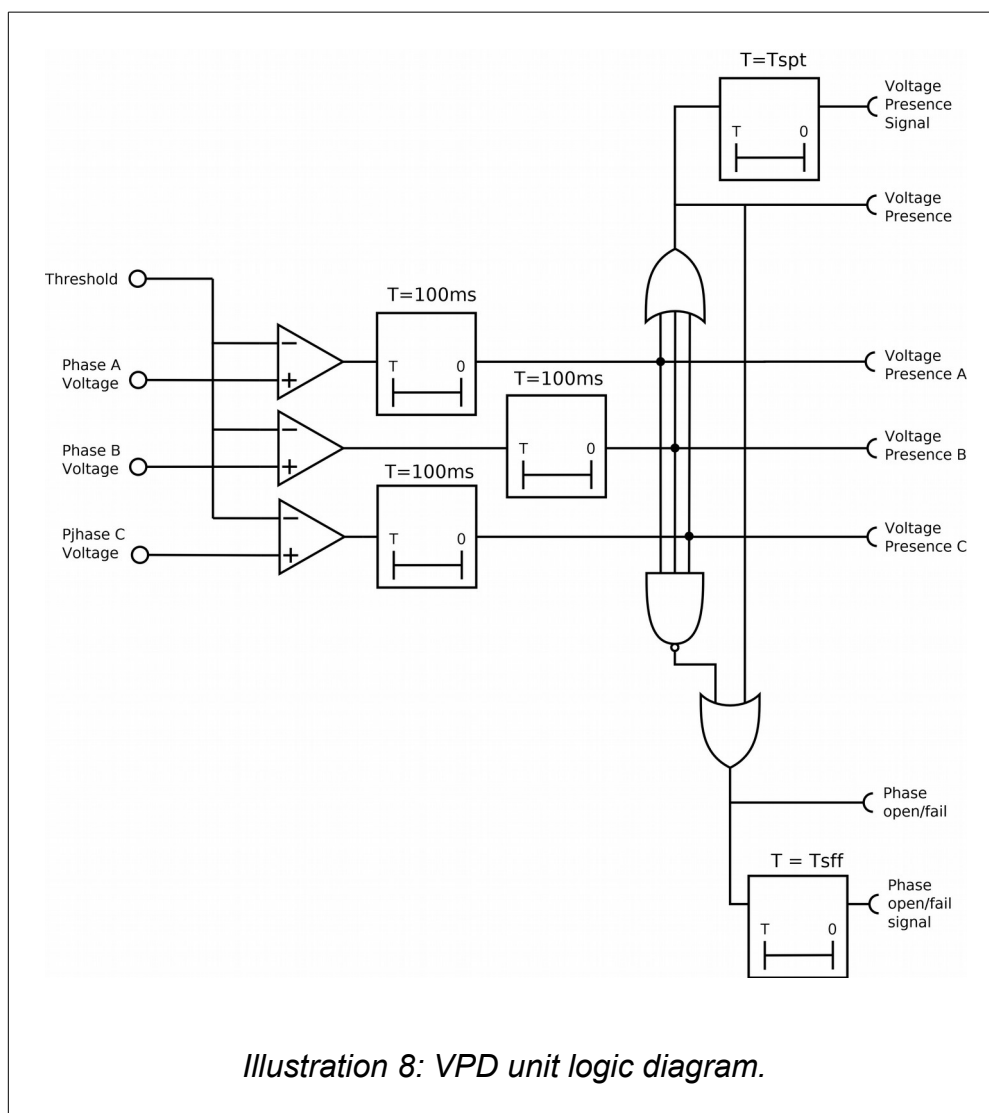 T=Tspt
Voltage
Presence
Signal
T 0
Voltage
Presence
Threshold
T=100ms
Phase A
Voltage
−
+
T 0
Voltage
Presence A
T=100ms
Phase B
Voltage
−
+
T 0
Voltage
Presence B
T=100ms
Pjhase C
Voltage
−
+
T 0
Voltage
Presence C
Phase
open/fail
T = Tsff
Phase
open/fail
signal
T 0
Illustration 8: VPD unit logic diagram.